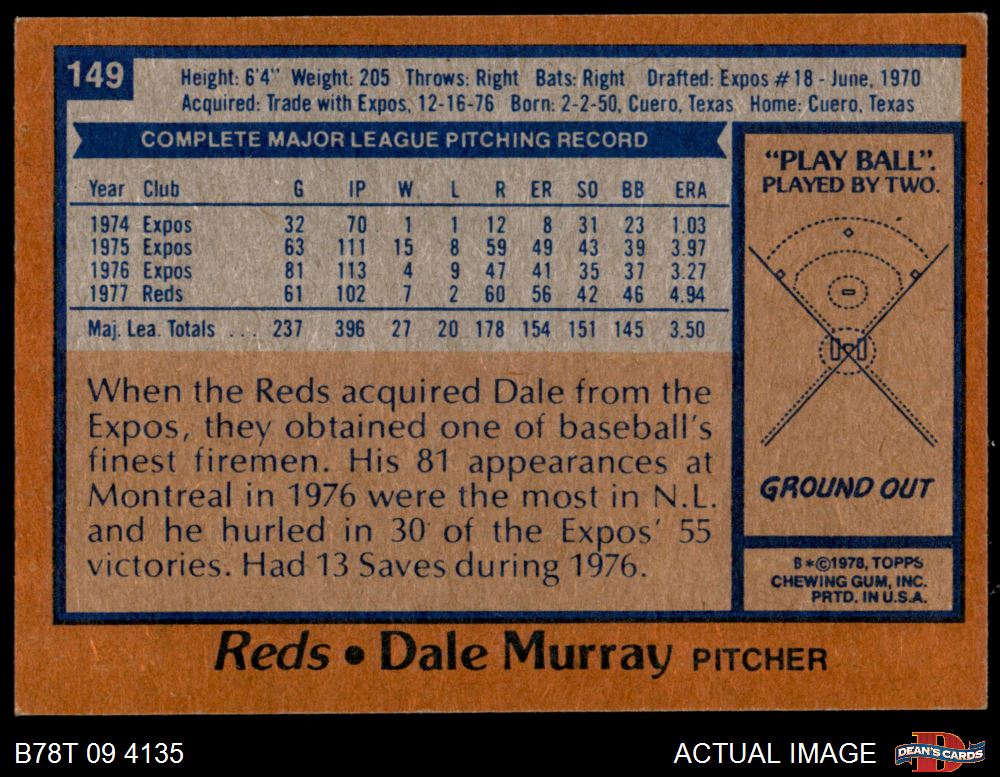 149
Height: 6'4" Weight: 205 Throws: Right Bats: Right Drafted: Expos #18 - June, 1970
Acquired: Trade with Expos, 12-16-76 Born: 2-2-50, Cuero, Texas Home: Cuero, Texas
COMPLETE MAJOR LEAGUE PITCHING RECORD
Year Club G IP W L R ER SO BB ERA
1974 Expos 32 70 1 1 12 8 31 23 1.03
1975 Expos 63 111 15 8 59 49 43 39 3.97
1976 Expos 81 113 4 9 47 41 35 37 3.27
1977 Reds 61 102 7 2 60 56 42 46 4.94
Maj. Lea. Totals ... 237 396 27 20 178 154 151 145 3.50
When the Reds acquired Dale from the
Expos, they obtained one of baseball's
finest firemen. His 81 appearances at
Montreal in 1976 were the most in N.L.
and he hurled in 30 of the Expos' 55
victories. Had 13 Saves during 1976.
"PLAY BALL".
PLAYED BY TWO.
GROUND OUT
B*©1978, TOPPS
CHEWING GUM, INC.
PRTD. IN U.S.A.
Reds • Dale Murray PITCHER
B78T 09 4135
ACTUAL IMAGE
D
DEAN'S CARDS